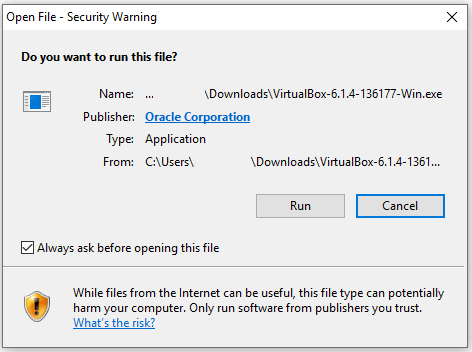 Open File - Security Warning
Do you want to run this file?
Name: ... \Downloads\VirtualBox-6.1.4-136177-Win.exe
Publisher: Oracle Corporation
Type: Application
From: C:\Users\ \Downloads\VirtualBox-6.1.4-1361...
Run Cancel
Always ask before opening this file
While files from the Internet can be useful, this file type can potentially
harm your computer. Only run software from publishers you trust.
What's the risk?